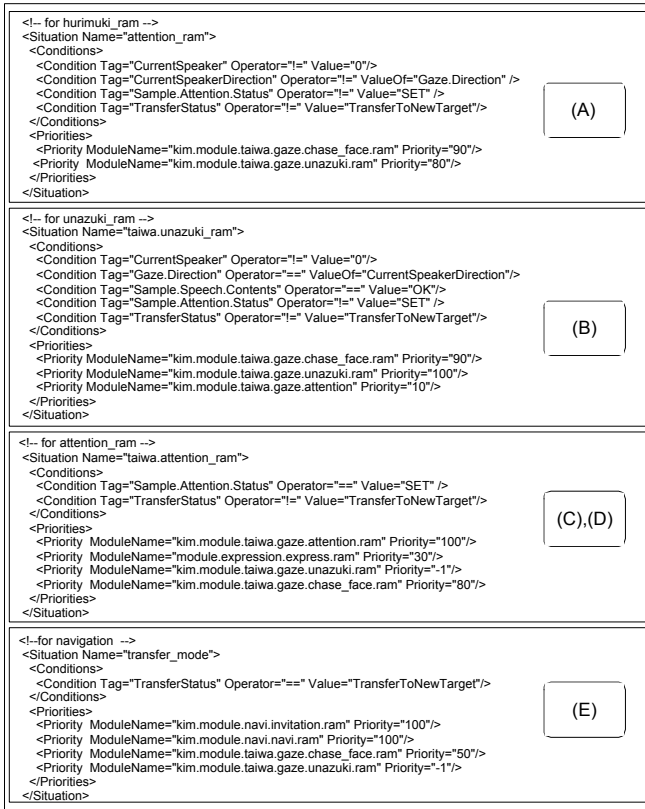 <!-- for hurimuki_ram -->
<Situation Name="attention_ram">
<Conditions>
<Condition Tag="CurrentSpeaker" Operator="!=" Value="0"/>
<Condition Tag="CurrentSpeakerDirection" Operator="!=" ValueOf="Gaze.Direction" />
<Condition Tag="Sample.Attention.Status" Operator="!=" Value="SET" />
<Condition Tag="TransferStatus" Operator="!=" Value="TransferToNewTarget"/>
</Conditions>
<Priorities>
<Priority ModuleName="kim.module.taiwa.gaze.chase_face.ram" Priority="90"/>
<Priority  ModuleName="kim.module.taiwa.gaze.unazuki.ram" Priority="80"/>
</Priorities>
</Situation>
(A)
<!-- for unazuki_ram -->
<Situation Name="taiwa.unazuki_ram">
<Conditions>
<Condition Tag="CurrentSpeaker" Operator="!=" Value="0"/>
<Condition Tag="Gaze.Direction" Operator="==" ValueOf="CurrentSpeakerDirection"/>
<Condition Tag="Sample.Speech.Contents" Operator="==" Value="OK"/>
<Condition Tag="Sample.Attention.Status" Operator="!=" Value="SET" />
<Condition Tag="TransferStatus" Operator="!=" Value="TransferToNewTarget"/>
</Conditions>
<Priorities>
<Priority ModuleName="kim.module.taiwa.gaze.chase_face.ram" Priority="90"/>
<Priority ModuleName="kim.module.taiwa.gaze.unazuki.ram" Priority="100"/>
<Priority ModuleName="kim.module.taiwa.gaze.attention" Priority="10"/>
</Priorities>
</Situation>
(B)
<!-- for attention_ram -->
<Situation Name="taiwa.attention_ram">
<Conditions>
<Condition Tag="Sample.Attention.Status" Operator="==" Value="SET" />
<Condition Tag="TransferStatus" Operator="!=" Value="TransferToNewTarget"/>
</Conditions>
<Priorities>
<Priority  ModuleName="kim.module.taiwa.gaze.attention.ram" Priority="100"/>
<Priority  ModuleName="module.expression.express.ram" Priority="30"/>
<Priority  ModuleName="kim.module.taiwa.gaze.unazuki.ram" Priority="-1"/>
<Priority  ModuleName="kim.module.taiwa.gaze.chase_face.ram" Priority="80"/>
</Priorities>
</Situation>
(C),(D)
<!--for navigation  -->
<Situation Name="transfer_mode">
<Conditions>
<Condition Tag="TransferStatus" Operator="==" Value="TransferToNewTarget"/>
</Conditions>
<Priorities>
<Priority  ModuleName="kim.module.navi.invitation.ram" Priority="100"/>
<Priority  ModuleName="kim.module.navi.navi.ram" Priority="100"/>
<Priority  ModuleName="kim.module.taiwa.gaze.chase_face.ram" Priority="50"/>
<Priority  ModuleName="kim.module.taiwa.gaze.unazuki.ram" Priority="-1"/>
</Priorities>
</Situation>
(E)